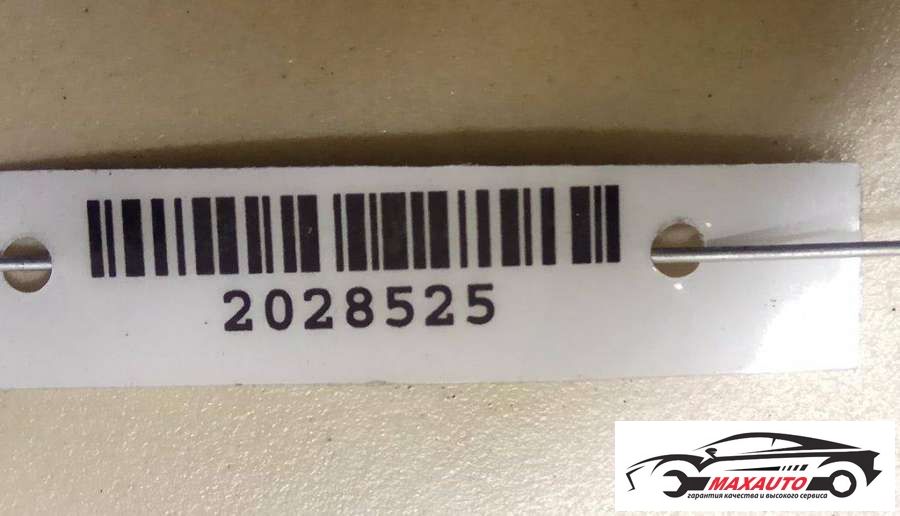 2028525
MAXAUTO
гарантия качества и высокого сервиса